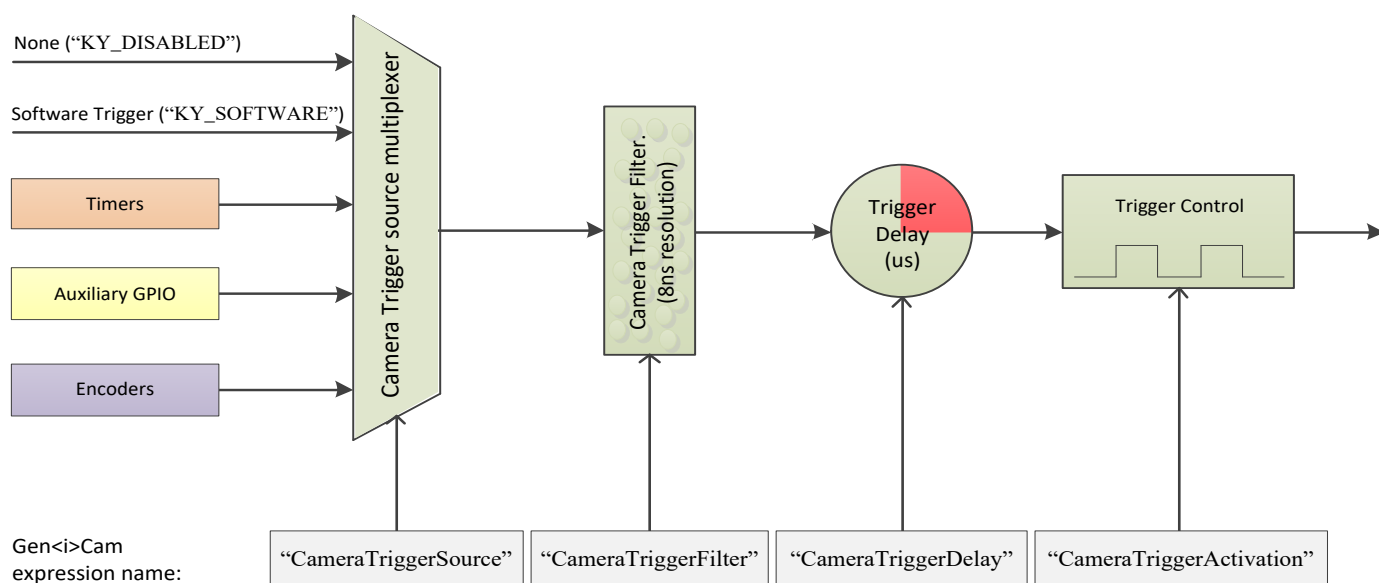 None (“KY_DISABLED”)
Software Trigger (“KY_SOFTWARE”)
Timers
Auxiliary GPIO
Encoders
Camera Trigger source multiplexer
Camera Trigger Filter.
(8ns resolution)
Trigger
Delay
(us)
Trigger Control
Gen<i>Cam
expression name:
“CameraTriggerSource”
“CameraTriggerFilter”
“CameraTriggerDelay”
“CameraTriggerActivation”